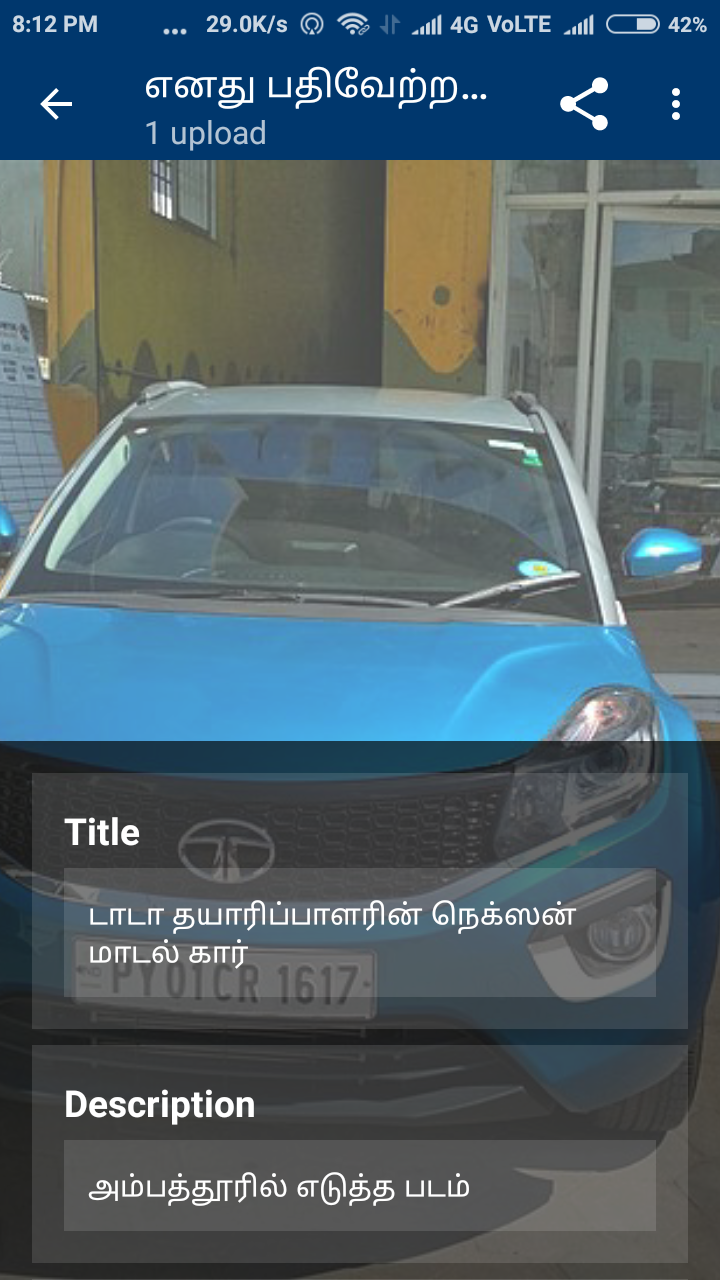 8:12 PM ... 29.0K/s 4G VoLTE 42%
எனது பதிவேற்ற...
1 upload
Title
டாடா தயாரிப்பாளரின் நெக்ஸன்
மாடல் கார்
PY01CR 1617
Description
அம்பத்தூரில் எடுத்த படம்